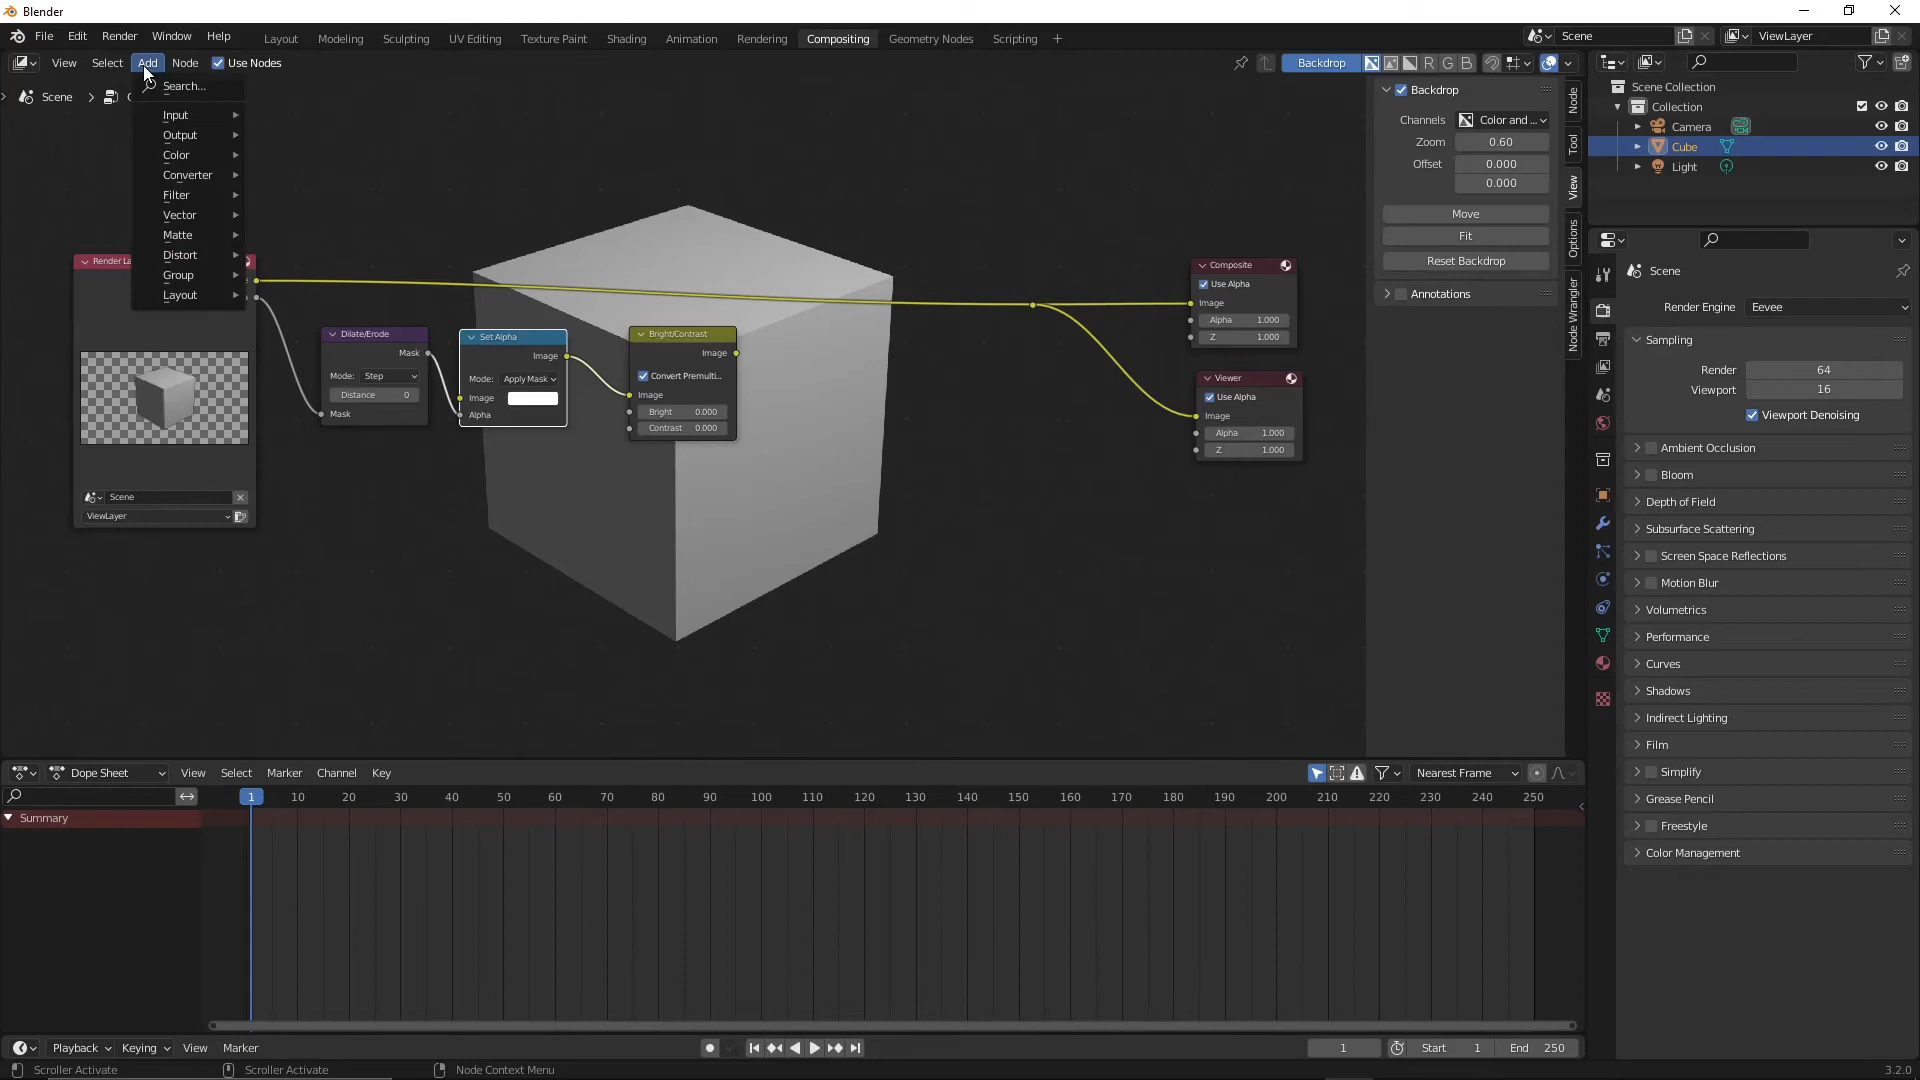 Blender
File Edit Render Window Help Layout Modeling Sculpting UV Editing Texture Paint Shading Animation Rendering Compositing Geometry Nodes Scripting + Scene ViewLayer
View Select Add Node Use Nodes Backdrop R G B
Scene
Search...
Input
Output
Color
Converter
Filter
Vector
Matte
Distort
Group
Layout
Render La
Scene
ViewLayer
Dilate/Erode
Mask
Mode: Step
Distance 0
Mask
Set Alpha
Image
Mode: Apply Mask
Image
Alpha
Bright/Contrast
Image
Convert Premulti...
Image
Bright 0.000
Contrast 0.000
Composite
Use Alpha
Image
Alpha 1.000
Z 1.000
Viewer
Use Alpha
Image
Alpha 1.000
Z 1.000
Backdrop
Channels Color and ...
Zoom 0.60
Offset 0.000
0.000
Move
Fit
Reset Backdrop
Annotations
Node
Tool
View
Options
Node Wrangler
Scene Collection
Collection
Camera
Cube
Light
Scene
Render Engine Eevee
Sampling
Render 64
Viewport 16
Viewport Denoising
Ambient Occlusion
Bloom
Depth of Field
Subsurface Scattering
Screen Space Reflections
Motion Blur
Volumetrics
Performance
Curves
Shadows
Indirect Lighting
Film
Simplify
Grease Pencil
Freestyle
Color Management
Dope Sheet View Select Marker Channel Key Nearest Frame
1 10 20 30 40 50 60 70 80 90 100 110 120 130 140 150 160 170 180 190 200 210 220 230 240 250
Summary
Playback Keying View Marker 1 Start 1 End 250
Scroller Activate Scroller Activate Node Context Menu 3.2.0